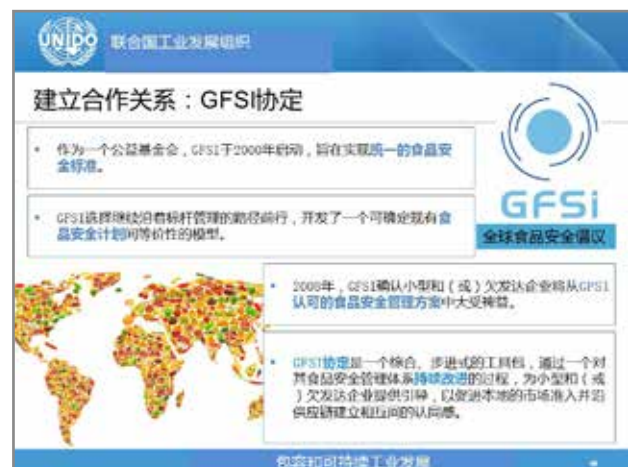 UNIDO
联合国工业发展组织
建立合作关系：GFSI协定
• 作为一个公益基金会，GFSI于2000年启动，旨在实现统一的食品安
全标准。
• GFSI选择继续沿着标杆管理的路径前行，开发了一个可确定现有食
品安全计划间等价性的模型。
GFSi
全球食品安全倡议
• 2008年，GFSI确认小型和（或）欠发达企业将从GFSI
认可的食品安全管理方案中大受裨益。
• GFSI协定是一个综合、步进式的工具包，通过一个对
其食品安全管理体系持续改进的过程，为小型和（或
）欠发达企业提供引导，以促进本地的市场准入并沿
供应链建立相互间的认同感。
包容和可持续工业发展